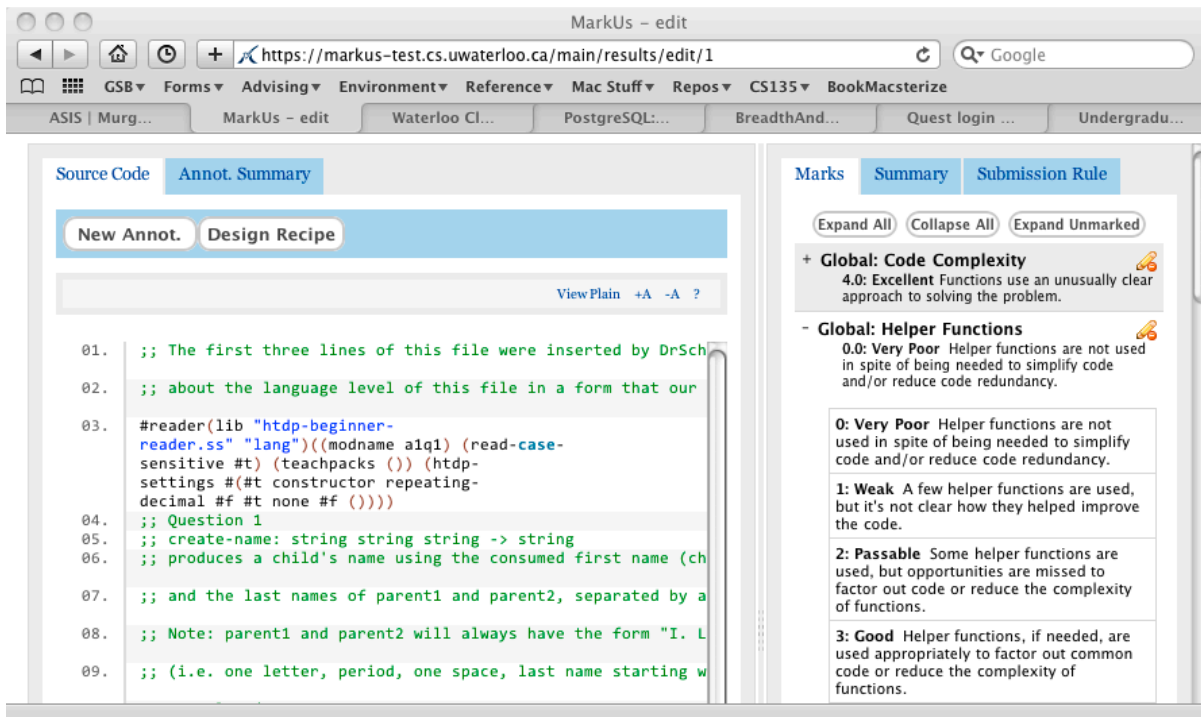 MarkUs – edit
https://markus-test.cs.uwaterloo.ca/main/results/edit/1
Google
GSB Forms Advising Environment Reference Mac Stuff Repos CS135 BookMacsterize
ASIS | Murg... MarkUs – edit Waterloo Cl... PostgreSQL:... BreadthAnd... Quest login ... Undergradu...
Source Code Annot. Summary
New Annot. Design Recipe
View Plain +A -A ?
01. ;; The first three lines of this file were inserted by DrSch
02. ;; about the language level of this file in a form that our
03. #reader(lib "htdp-beginner-
reader.ss" "lang")((modname a1q1) (read-case-
sensitive #t) (teachpacks ()) (htdp-
settings #(#t constructor repeating-
decimal #f #t none #f ())))
04. ;; Question 1
05. ;; create-name: string string string -> string
06. ;; produces a child's name using the consumed first name (ch
07. ;; and the last names of parent1 and parent2, separated by a
08. ;; Note: parent1 and parent2 will always have the form "I. L
09. ;; (i.e. one letter, period, one space, last name starting w
Marks Summary Submission Rule
Expand All Collapse All Expand Unmarked
+ Global: Code Complexity
4.0: Excellent Functions use an unusually clear
approach to solving the problem.
- Global: Helper Functions
0.0: Very Poor Helper functions are not used
in spite of being needed to simplify code
and/or reduce code redundancy.
0: Very Poor Helper functions are not
used in spite of being needed to simplify
code and/or reduce code redundancy.
1: Weak A few helper functions are used,
but it's not clear how they helped improve
the code.
2: Passable Some helper functions are
used, but opportunities are missed to
factor out code or reduce the complexity
of functions.
3: Good Helper functions, if needed, are
used appropriately to factor out common
code or reduce the complexity of
functions.